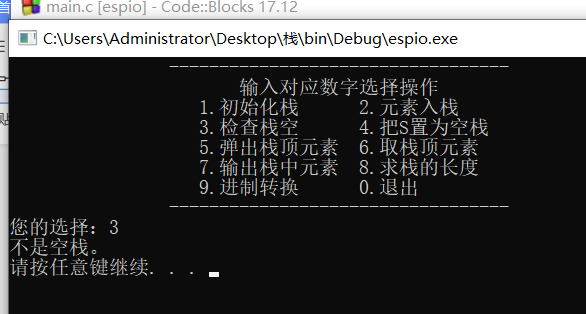 main.c [espio] - Code::Blocks 17.12
C:\Users\Administrator\Desktop\栈\bin\Debug\espio.exe
----------------------------------
输入对应数字选择操作
1.初始化栈 2.元素入栈
3.检查栈空 4.把S置为空栈
5.弹出栈顶元素 6.取栈顶元素
7.输出栈中元素 8.求栈的长度
9.进制转换 0.退出
----------------------------------
您的选择：3
不是空栈。
请按任意键继续. . .